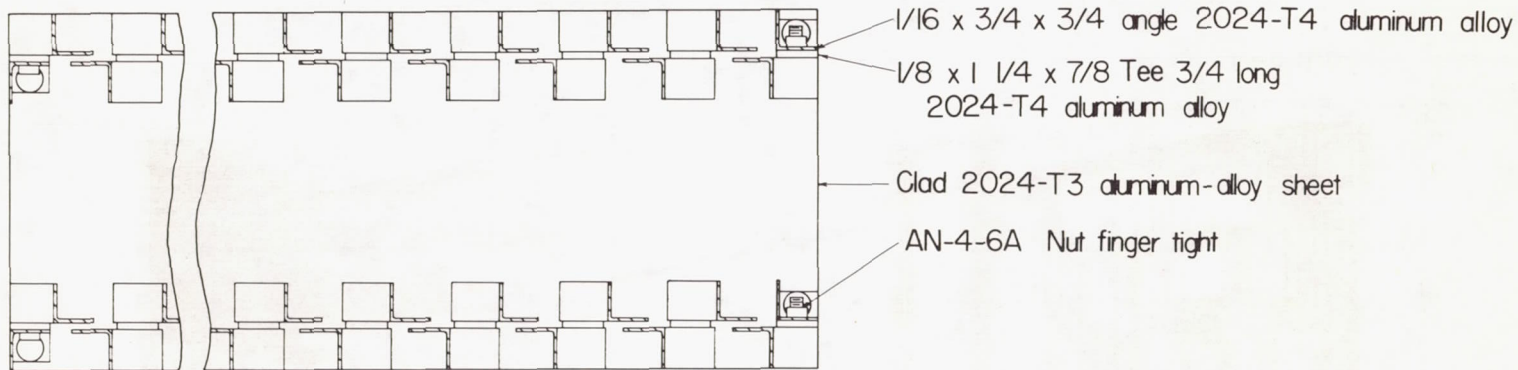 1/16 x 3/4 x 3/4 angle 2024-T4 aluminum alloy
1/8 x 1 1/4 x 7/8 Tee 3/4 long
2024-T4 aluminum alloy
Clad 2024-T3 aluminum-alloy sheet
AN-4-6A Nut finger tight